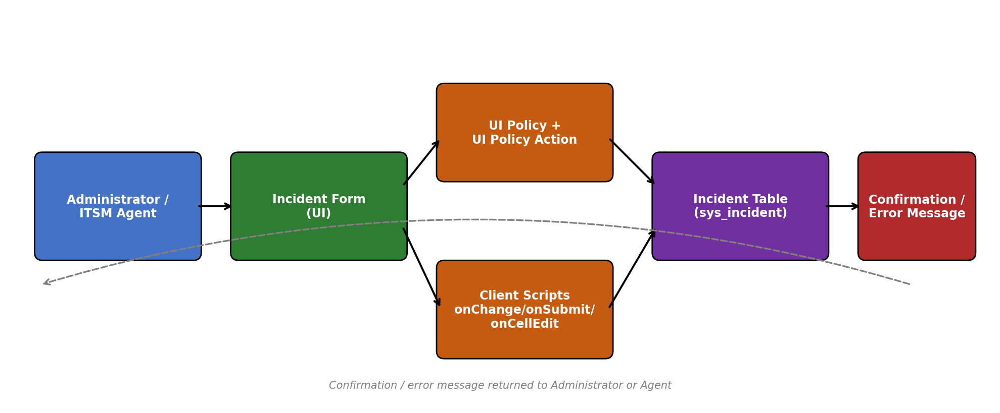 Administrator /
ITSM Agent
Incident Form
(UI)
UI Policy +
UI Policy Action
Client Scripts
onChange/onSubmit/
onCellEdit
Incident Table
(sys_incident)
Confirmation /
Error Message
Confirmation / error message returned to Administrator or Agent